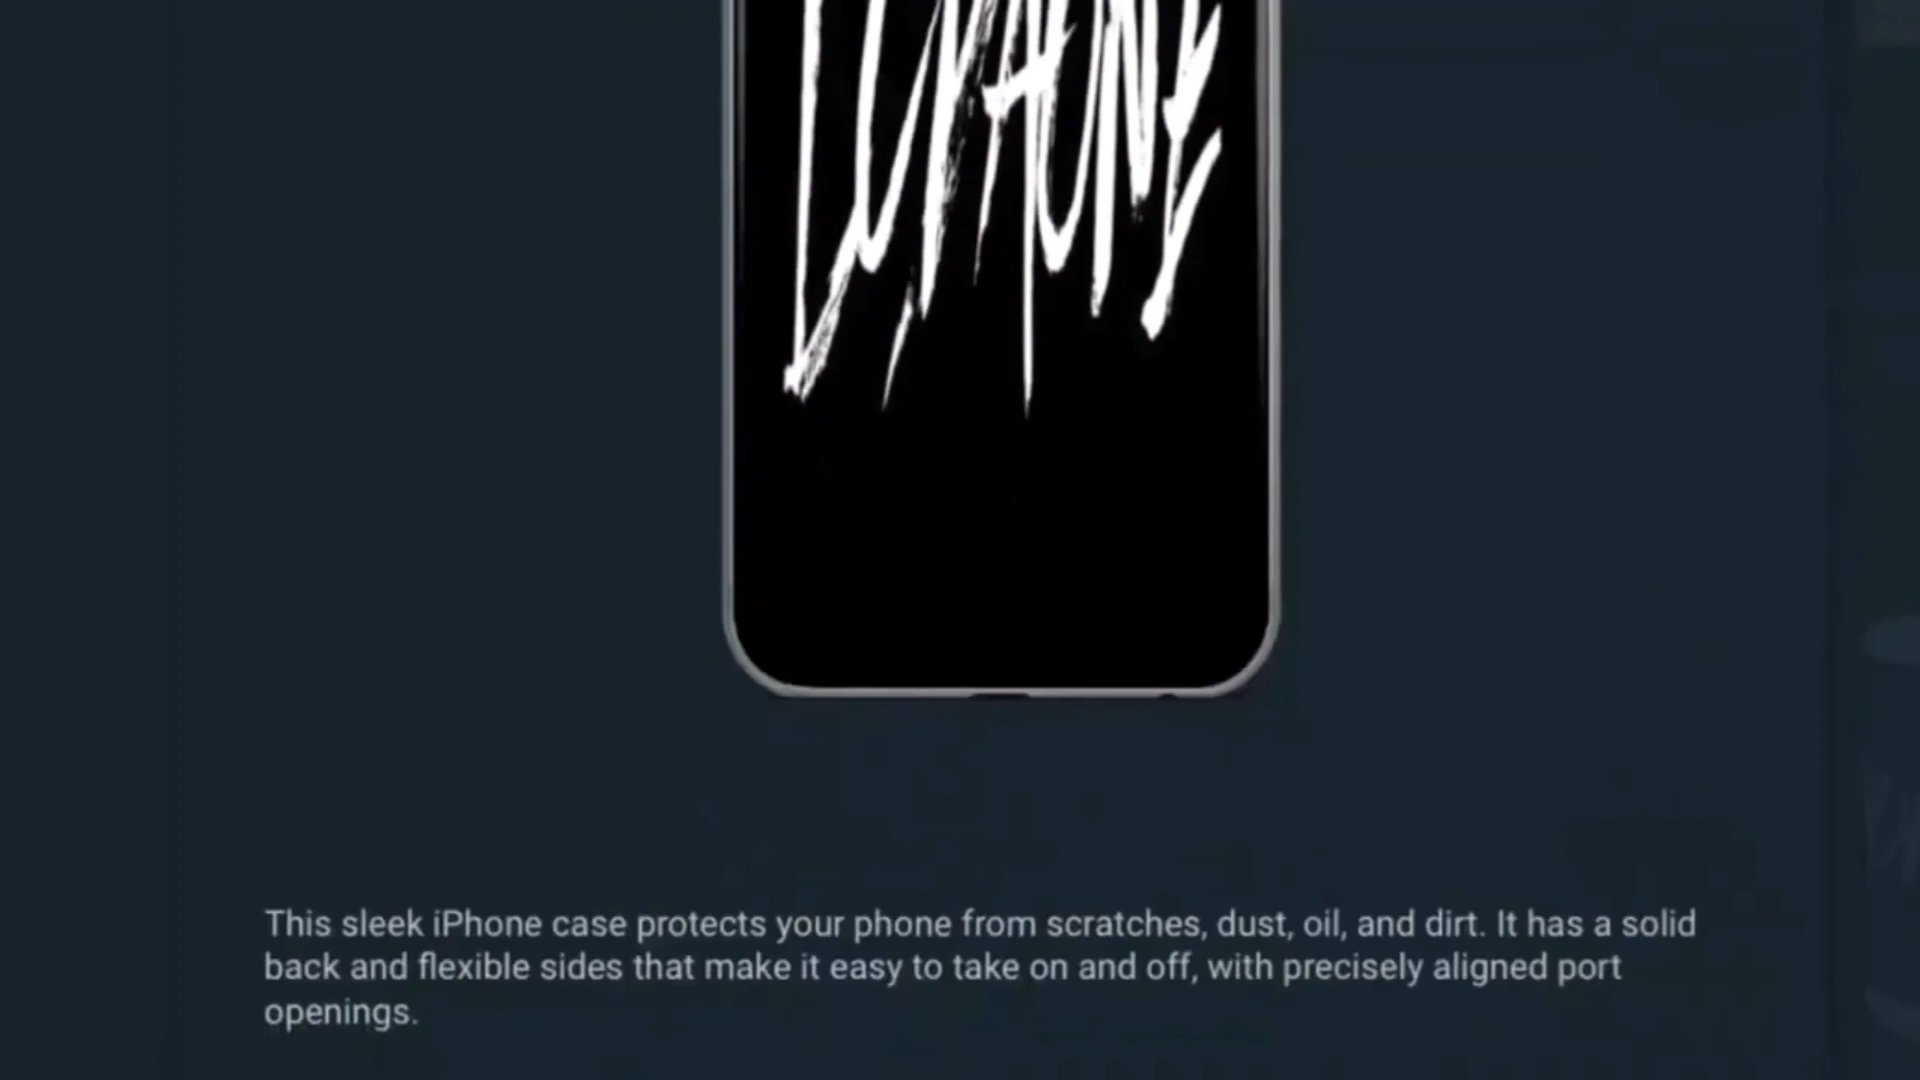 This sleek iPhone case protects your phone from scratches, dust, oil, and dirt. It has a solid
back and flexible sides that make it easy to take on and off, with precisely aligned port
openings.